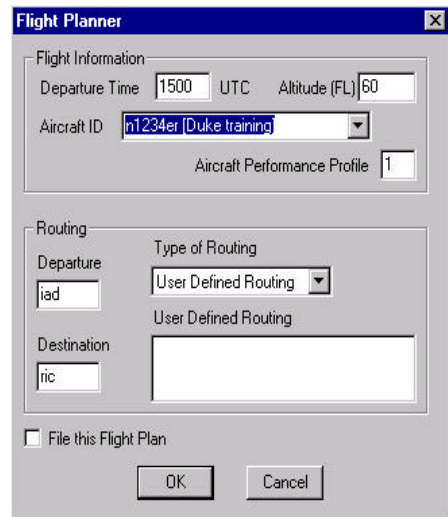 Flight Planner
Flight Information
Departure Time 1500 UTC Altitude (FL) 60
Aircraft ID n1234er [Duke training]
Aircraft Performance Profile 1
Routing
Departure
iad
Type of Routing
User Defined Routing
Destination
ric
User Defined Routing
File this Flight Plan
OK Cancel